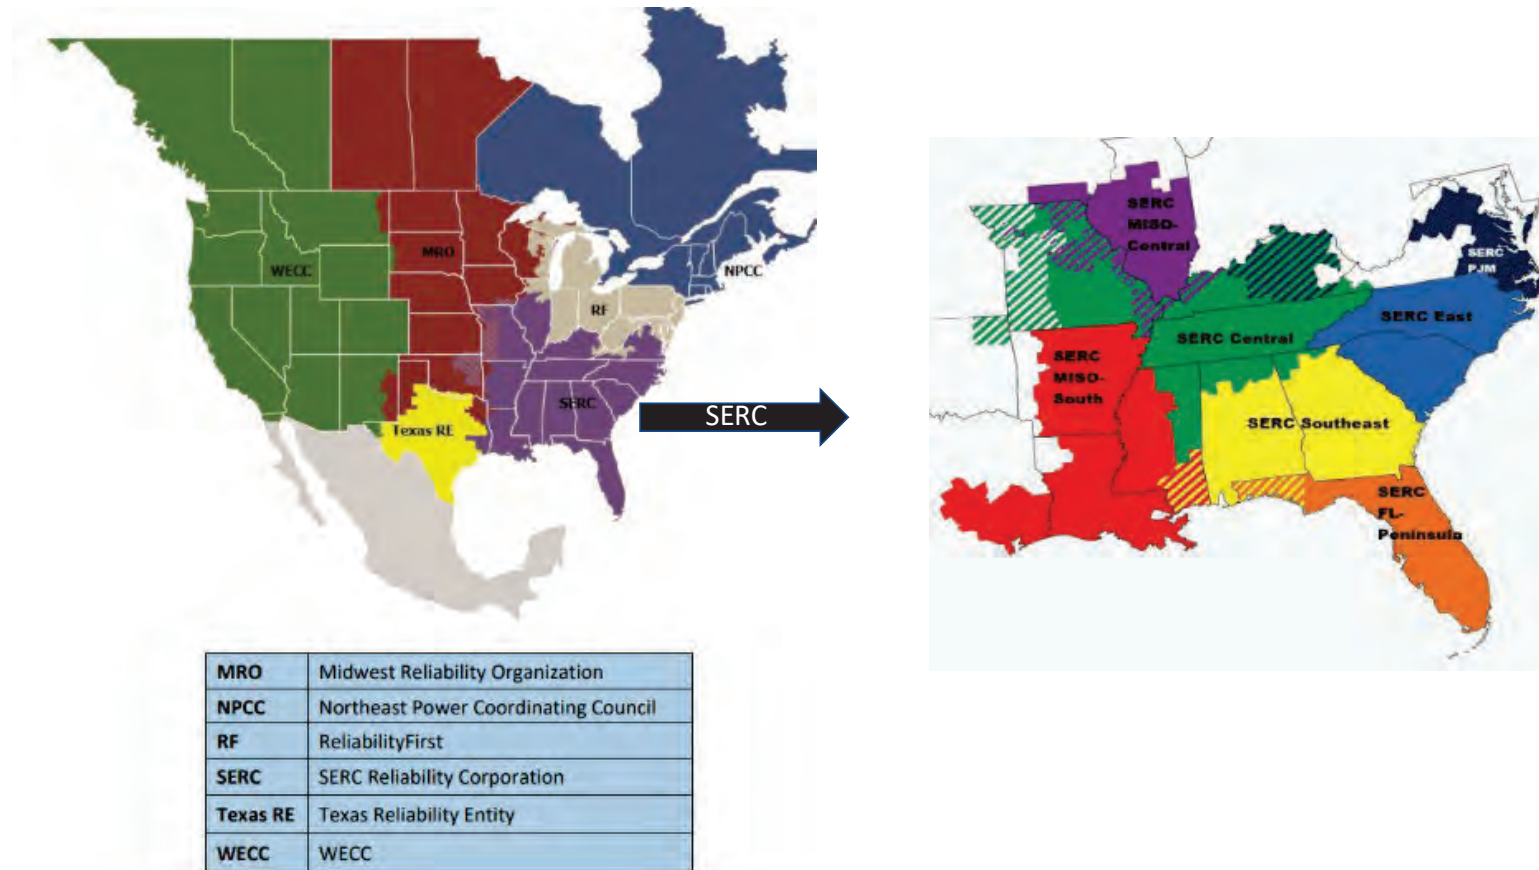 WECC
MRO
NPCC
RF
SERC
Texas RE
SERC
SERC
MISO-
Central
SERC
PJM
SERC East
SERC Central
SERC
MISO-
South
SERC Southeast
SERC
FL-
Peninsula
MRO Midwest Reliability Organization
NPCC Northeast Power Coordinating Council
RF ReliabilityFirst
SERC SERC Reliability Corporation
Texas RE Texas Reliability Entity
WECC WECC